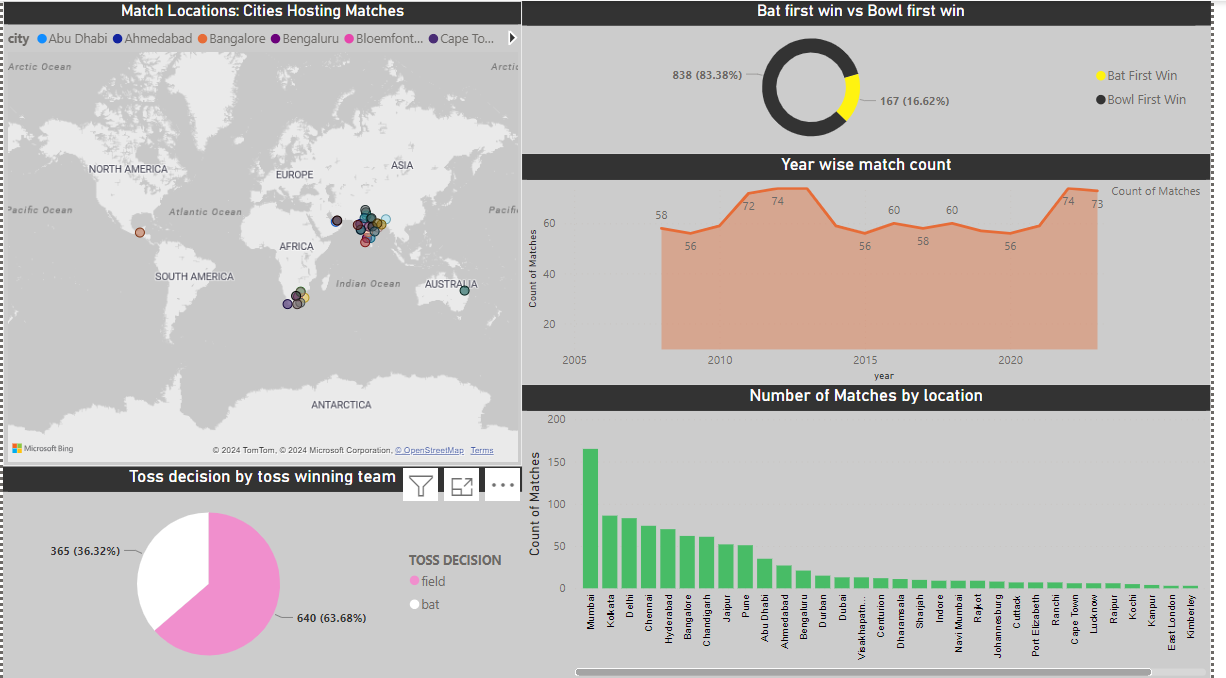 Match Locations: Cities Hosting Matches
city Abu Dhabi Ahmedabad Bangalore Bengaluru Bloemfont... Cape To...
Arctic Ocean
Arctic
NORTH AMERICA
EUROPE
ASIA
Pacific Ocean
Atlantic Ocean
Pacifi
AFRICA
SOUTH AMERICA
Indian Ocean
AUSTRALIA
ANTARCTICA
Microsoft Bing
© 2024 TomTom, © 2024 Microsoft Corporation, © OpenStreetMap Terms
Toss decision by toss winning team
365 (36.32%)
640 (63.68%)
TOSS DECISION
field
bat
Bat first win vs Bowl first win
838 (83.38%)
167 (16.62%)
Bat First Win
Bowl First Win
Year wise match count
Count of Matches
Count of Matches
60
40
20
58
56
72
74
56
60
58
60
56
74
73
2005
2010
2015
2020
year
Number of Matches by location
Count of Matches
200
150
100
50
0
Mumbai
Kolkata
Delhi
Chennai
Hyderabad
Bangalore
Chandigarh
Jaipur
Pune
Abu Dhabi
Ahmedabad
Bengaluru
Durban
Dubai
Visakhapatn...
Centurion
Dharamsala
Sharjah
Indore
Navi Mumbai
Rajkot
Johannesburg
Cuttack
Port Elizabeth
Ranchi
Cape Town
Lucknow
Raipur
Kochi
Kanpur
East London
Kimberley